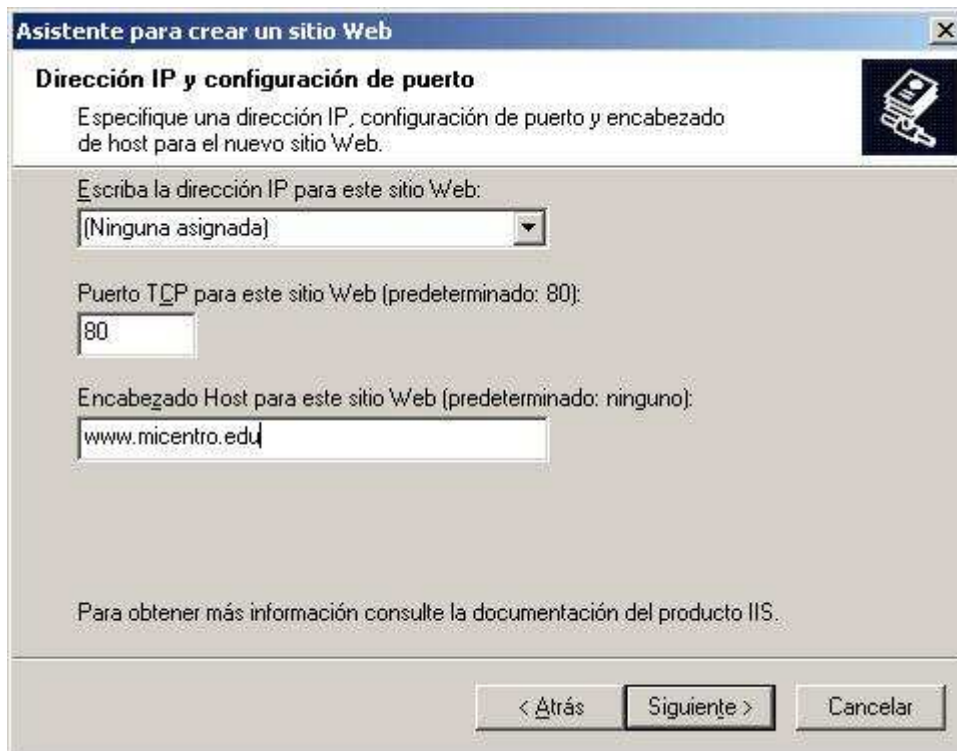 Asistente para crear un sitio Web
Dirección IP y configuración de puerto
Especifique una dirección IP, configuración de puerto y encabezado
de host para el nuevo sitio Web.
Escriba la dirección IP para este sitio Web:
(Ninguna asignada)
Puerto TCP para este sitio Web (predeterminado: 80):
80
Encabezado Host para este sitio Web (predeterminado: ninguno):
www.micentro.edu
Para obtener más información consulte la documentación del producto IIS.
< Atrás
Siguiente >
Cancelar